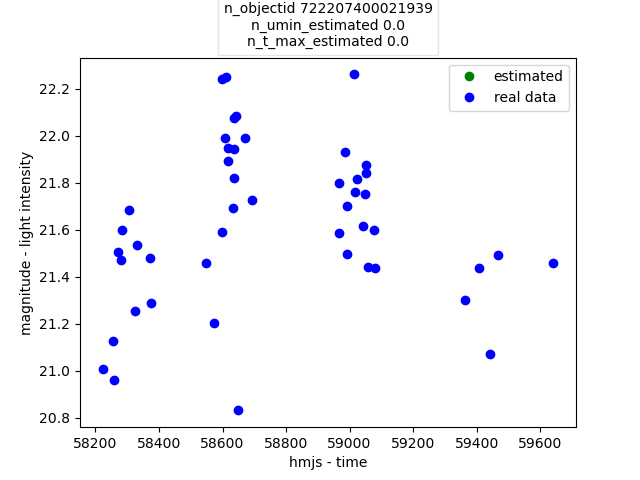 n_objectid 722207400021939
n_umin_estimated 0.0
n_t_max_estimated 0.0
estimated
real data
magnitude - light intensity
22.2
22.0
21.8
21.6
21.4
21.2
21.0
20.8
58200 58400 58600 58800 59000 59200 59400 59600
hmjs - time